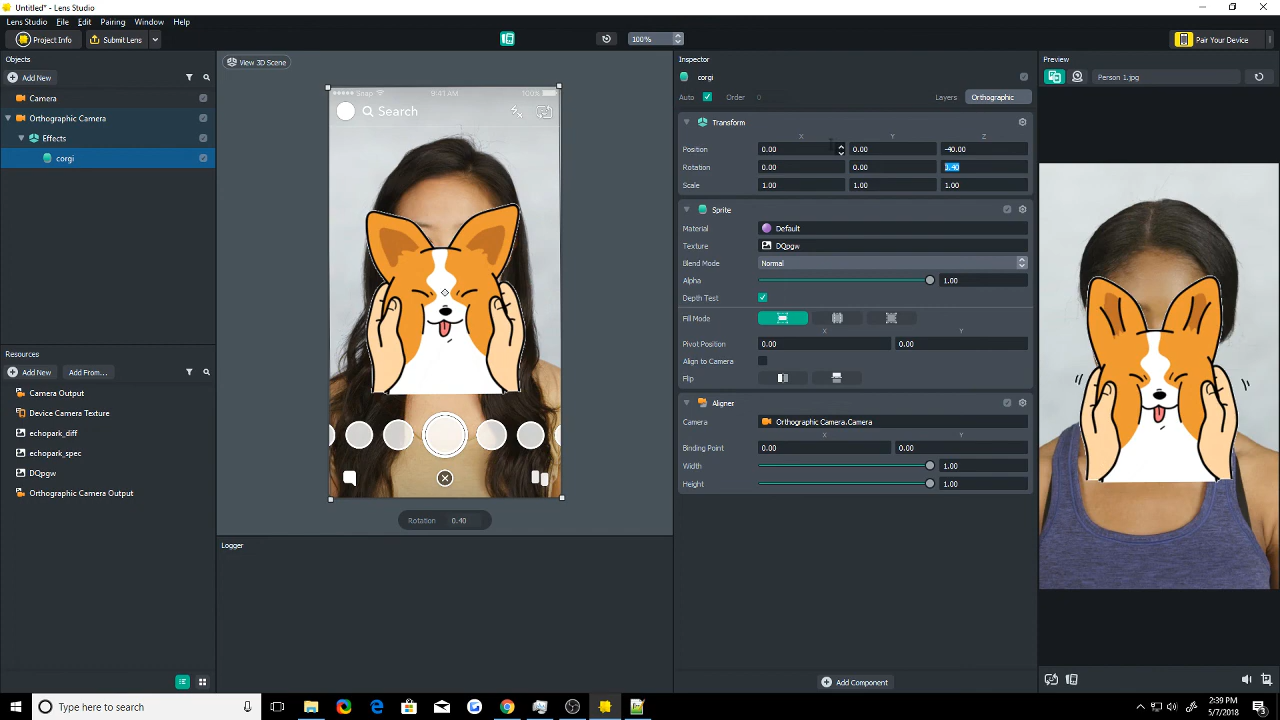 Untitled* - Lens Studio
Lens Studio File Edit Pairing Window Help
Project Info Submit Lens 100% Pair Your Device
Objects
Add New
Camera
Orthographic Camera
Effects
corgi
Resources
Add New Add From...
Camera Output
Device Camera Texture
echopark_diff
echopark_spec
DQpgw
Orthographic Camera Output
View 3D Scene
Snap 9:41 AM 100%
Search
Rotation 0.40
Logger
Inspector
corgi
Auto Order 0 Layers Orthographic
Transform
X Y Z
Position 0.00 0.00 -40.00
Rotation 0.00 0.00 0.40
Scale 1.00 1.00 1.00
Sprite
Material Default
Texture DQpgw
Blend Mode Normal
Alpha 1.00
Depth Test
Fill Mode
X Y
Pivot Position 0.00 0.00
Align to Camera
Flip
Aligner
Camera Orthographic Camera.Camera
X Y
Binding Point 0.00 0.00
Width 1.00
Height 1.00
Add Component
Preview
Person 1.jpg
Type here to search
2:39 PM
5/7/2018